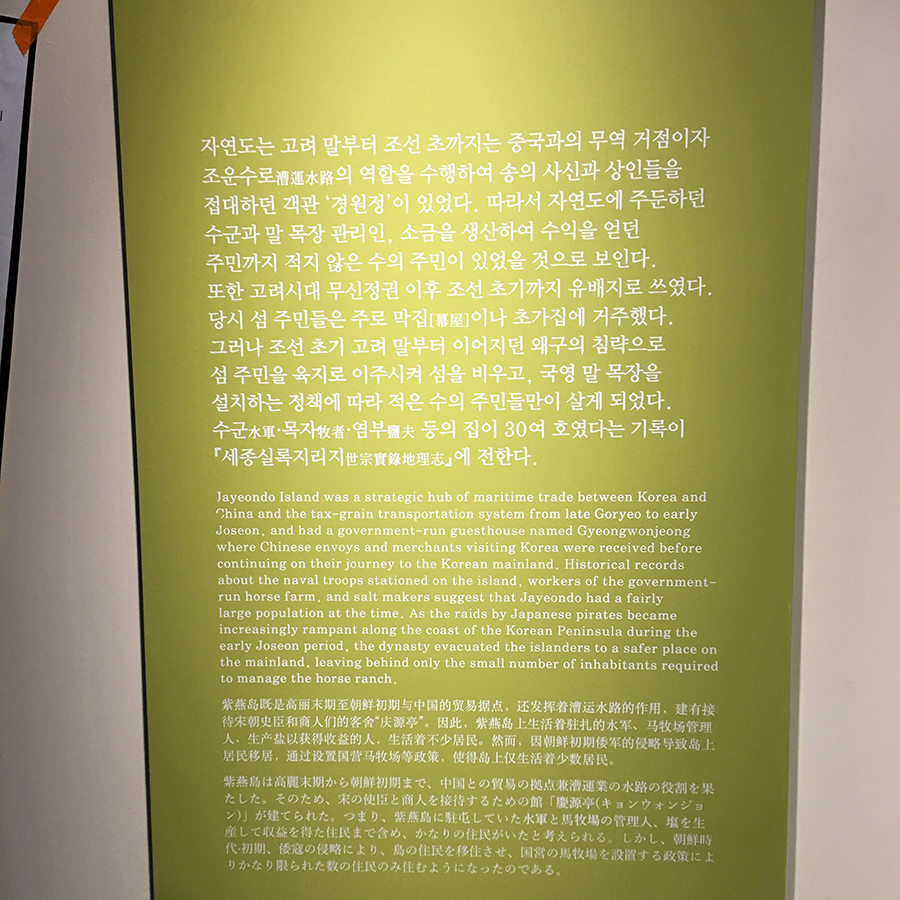 자연도는 고려 말부터 조선 초까지는 중국과의 무역 거점이자
조운수로漕運水路의 역할을 수행하여 송의 사신과 상인들을
접대하던 객관 ‘경원정’이 있었다. 따라서 자연도에 주둔하던
수군과 말 목장 관리인, 소금을 생산하여 수익을 얻던
주민까지 적지 않은 수의 주민이 있었을 것으로 보인다.
또한 고려시대 무신정권 이후 조선 초기까지 유배지로 쓰였다.
당시 섬 주민들은 주로 막집[幕屋]이나 초가집에 거주했다.
그러나 조선 초기 고려 말부터 이어지던 왜구의 침략으로
섬 주민을 육지로 이주시켜 섬을 비우고, 국영 말 목장을
설치하는 정책에 따라 적은 수의 주민들만이 살게 되었다.
수군水軍·목자牧者·염부鹽夫 등의 집이 30여 호였다는 기록이
『세종실록지리지世宗實錄地理志』에 전한다.
Jayeondo Island was a strategic hub of maritime trade between Korea and
China and the tax-grain transportation system from late Goryeo to early
Joseon, and had a government-run guesthouse named Gyeongwonjeong
where Chinese envoys and merchants visiting Korea were received before
continuing on their journey to the Korean mainland. Historical records
about the naval troops stationed on the island, workers of the government-
run horse farm, and salt makers suggest that Jayeondo had a fairly
large population at the time. As the raids by Japanese pirates became
increasingly rampant along the coast of the Korean Peninsula during the
early Joseon period, the dynasty evacuated the islanders to a safer place on
the mainland, leaving behind only the small number of inhabitants required
to manage the horse ranch.
紫燕岛既是高丽末期至朝鲜初期与中国的贸易据点，还发挥着漕运水路的作用，建有接
待宋朝史臣和商人们的客舍“庆源亭”。因此，紫燕岛上生活着驻扎的水军、马牧场管理
人、生产盐以获得收益的人，生活着不少居民。然而，因朝鲜初期倭军的侵略导致岛上
居民移居，通过设置国营马牧场等政策，使得岛上仅生活着少数居民。
紫燕島は高麗末期から朝鮮初期まで、中国との貿易の拠点兼漕運業の水路の役割を果
たした。そのため、宋の使臣と商人を接待するための館「慶源亭(キョンウォンジョ
ン)」が建てられた。つまり、紫燕島に駐屯していた水軍と馬牧場の管理人、塩を生
産して収益を得た住民まで含め、かなりの住民がいたと考えられる。しかし、朝鮮時
代·初期、倭寇の侵略により、島の住民を移住させ、国営の馬牧場を設置する政策によ
りかなり限られた数の住民のみ住むようになったのである。